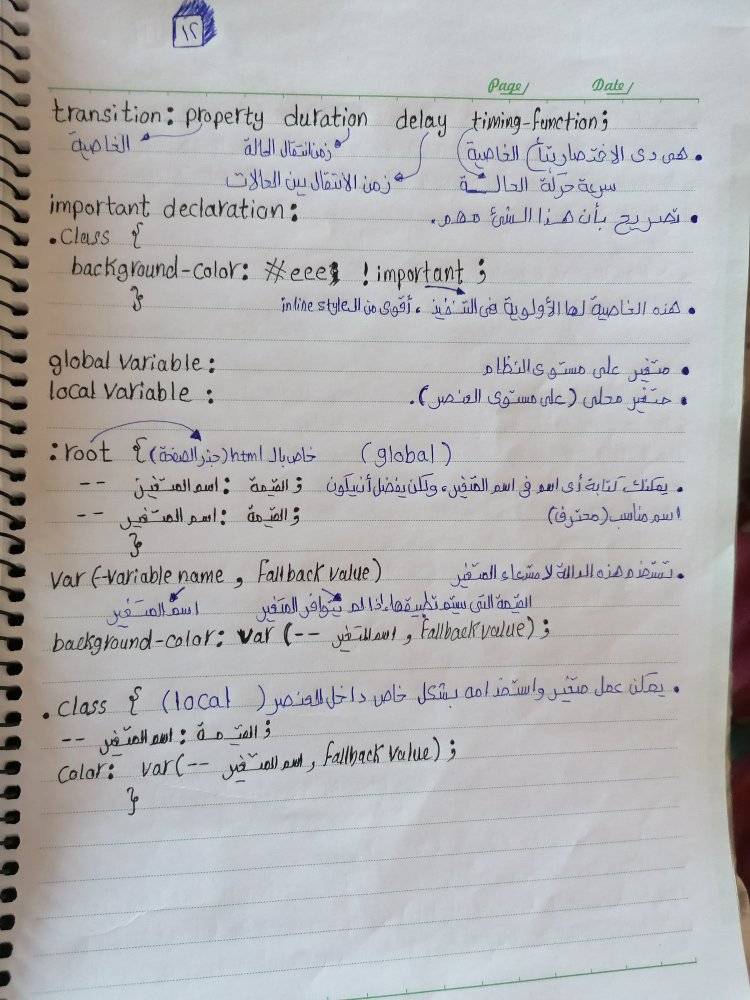 ١٢
Page/ Date/
transition: property duration delay timing-function;
• هى دى الاختصار بتاع الخاصية زمن انتقال الحالة الخاصية
سرعة حركة الحالة زمن الانتقال بين الحالات
important declaration: • تصريح بأن هذا الشئ مهم.
.Class {
background-color: #eee; !important ;
}
• هذه الخاصية لها الأولوية فى التنفيذ ، أقوى من الـ inline style
global variable: • متغير على مستوى النظام
local variable : • متغير محلى (على مستوى العنصر).
:root { (جذر الصفحة) خاص بال html (global)
-- اسم المتغير : القيمة ; • يمكنك كتابة أى اسم فى اسم المتغير، ولكن يفضل أن يكون
-- اسم المتغير : القيمة ; اسم مناسب (محترف)
}
var (-variable name , Fallback value) • تستخدم هذه الدالة لاستدعاء المتغير
القيمة التى سيتم تطبيقها إذا لم يتوافر المتغير اسم المتغير
background-color: var (-- اسم المتغير , Fallback value) ;
.class { (local) • يمكن عمل متغير واستخدامه بشكل خاص داخل العنصر
-- اسم المتغير : القيمة ;
Color: var (-- اسم المتغير , Fallback value) ;
}